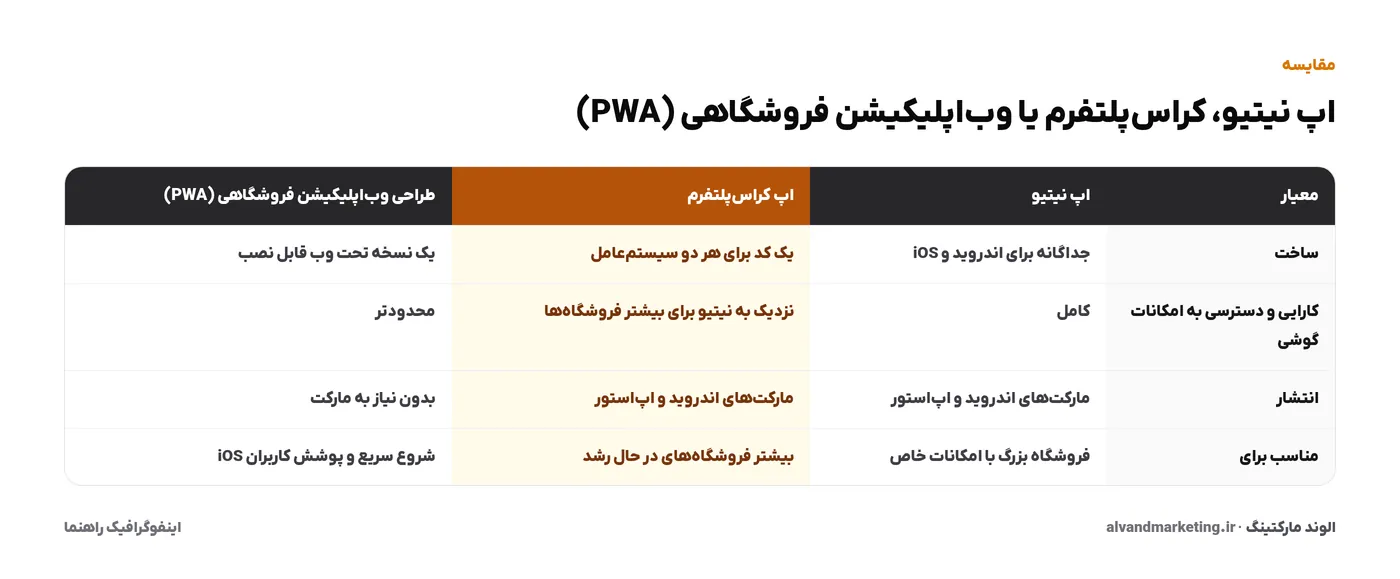 مقایسه
اپ نیتیو، کراس‌پلتفرم یا وب‌اپلیکیشن فروشگاهی (PWA)
معیار	اپ نیتیو	اپ کراس‌پلتفرم	طراحی وب‌اپلیکیشن فروشگاهی (PWA)
ساخت	جداگانه برای اندروید و iOS	یک کد برای هر دو سیستم‌عامل	یک نسخه تحت وب قابل نصب
کارایی و دسترسی به امکانات	کامل	نزدیک به نیتیو برای بیشتر فروشگاه‌ها	محدودتر
گوشی
انتشار	مارکت‌های اندروید و اپ‌استور	مارکت‌های اندروید و اپ‌استور	بدون نیاز به مارکت
مناسب برای	فروشگاه بزرگ با امکانات خاص	بیشتر فروشگاه‌های در حال رشد	شروع سریع و پوشش کاربران iOS
الوند مارکتینگ · alvandmarketing.ir	اینفوگرافیک راهنما